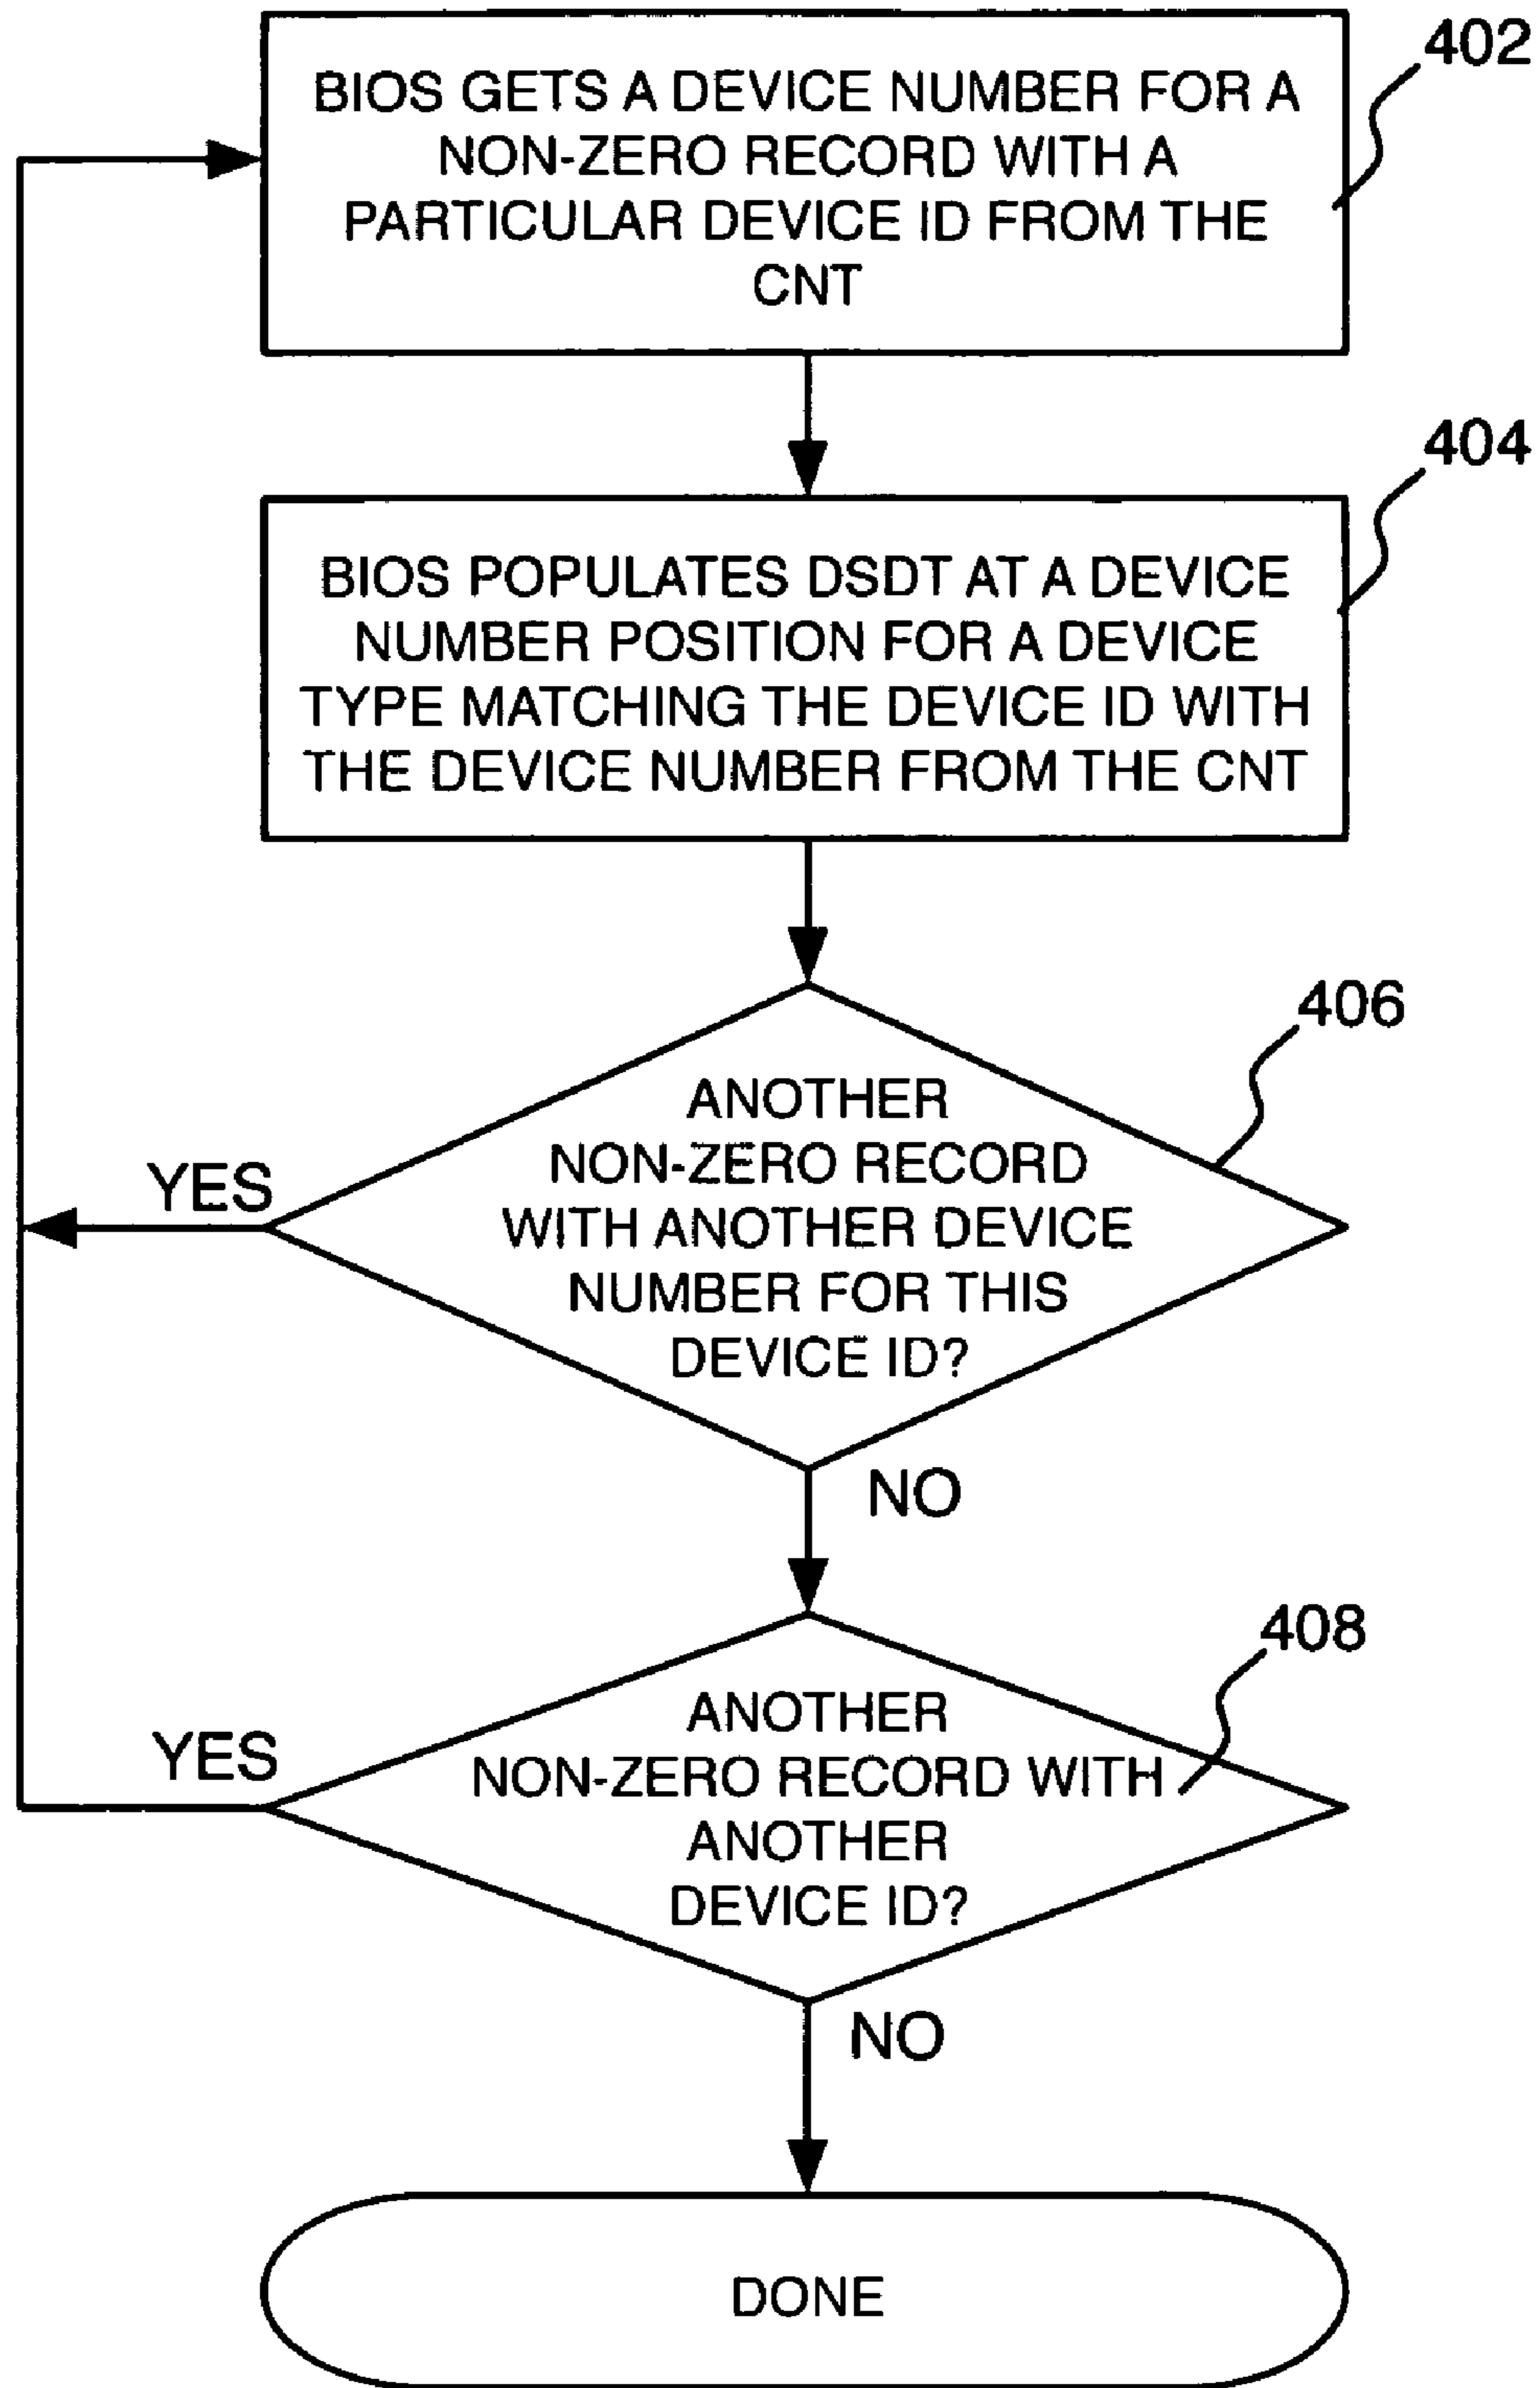 402
BIOS GETS A DEVICE NUMBER FOR A
NON-ZERO RECORD WITH A
PARTICULAR DEVICE ID FROM THE
CNT
404
BIOS POPULATES DSDT AT A DEVICE
NUMBER POSITION FOR A DEVICE
TYPE MATCHING THE DEVICE ID WITH
THE DEVICE NUMBER FROM THE CNT
406
ANOTHER
NON-ZERO RECORD
WITH ANOTHER DEVICE
NUMBER FOR THIS
DEVICE ID?
YES
NO
408
ANOTHER
NON-ZERO RECORD WITH
ANOTHER
DEVICE ID?
YES
NO
DONE